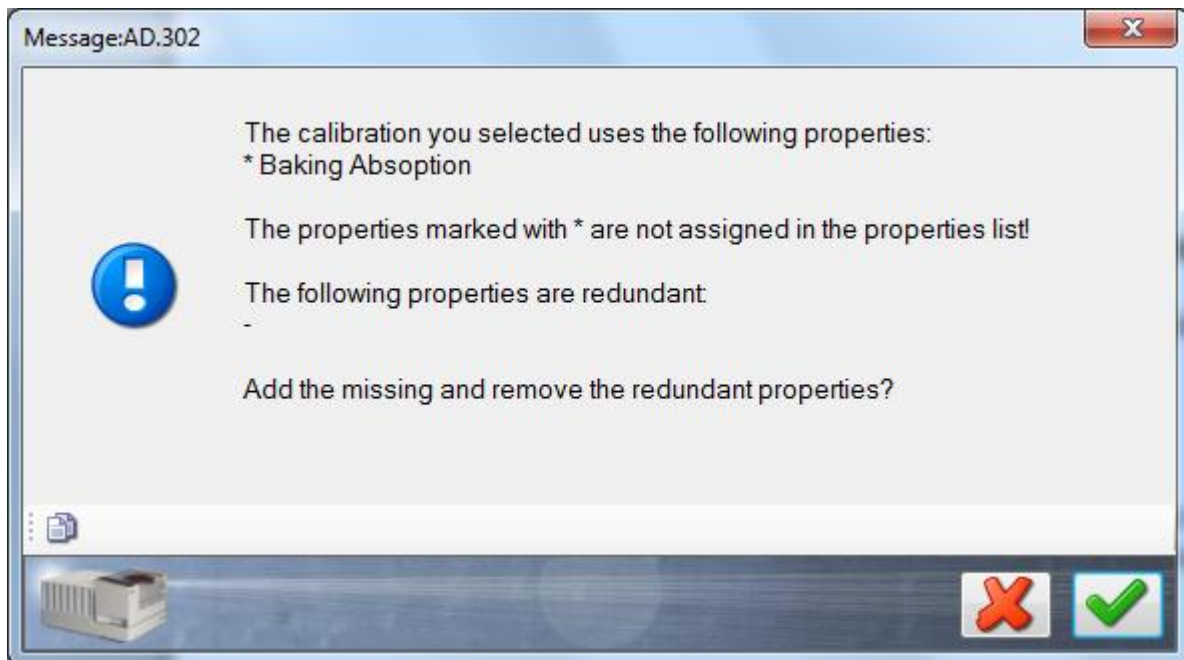 Message:AD.302
The calibration you selected uses the following properties:
* Baking Absoption
The properties marked with * are not assigned in the properties list!
The following properties are redundant:
-
Add the missing and remove the redundant properties?